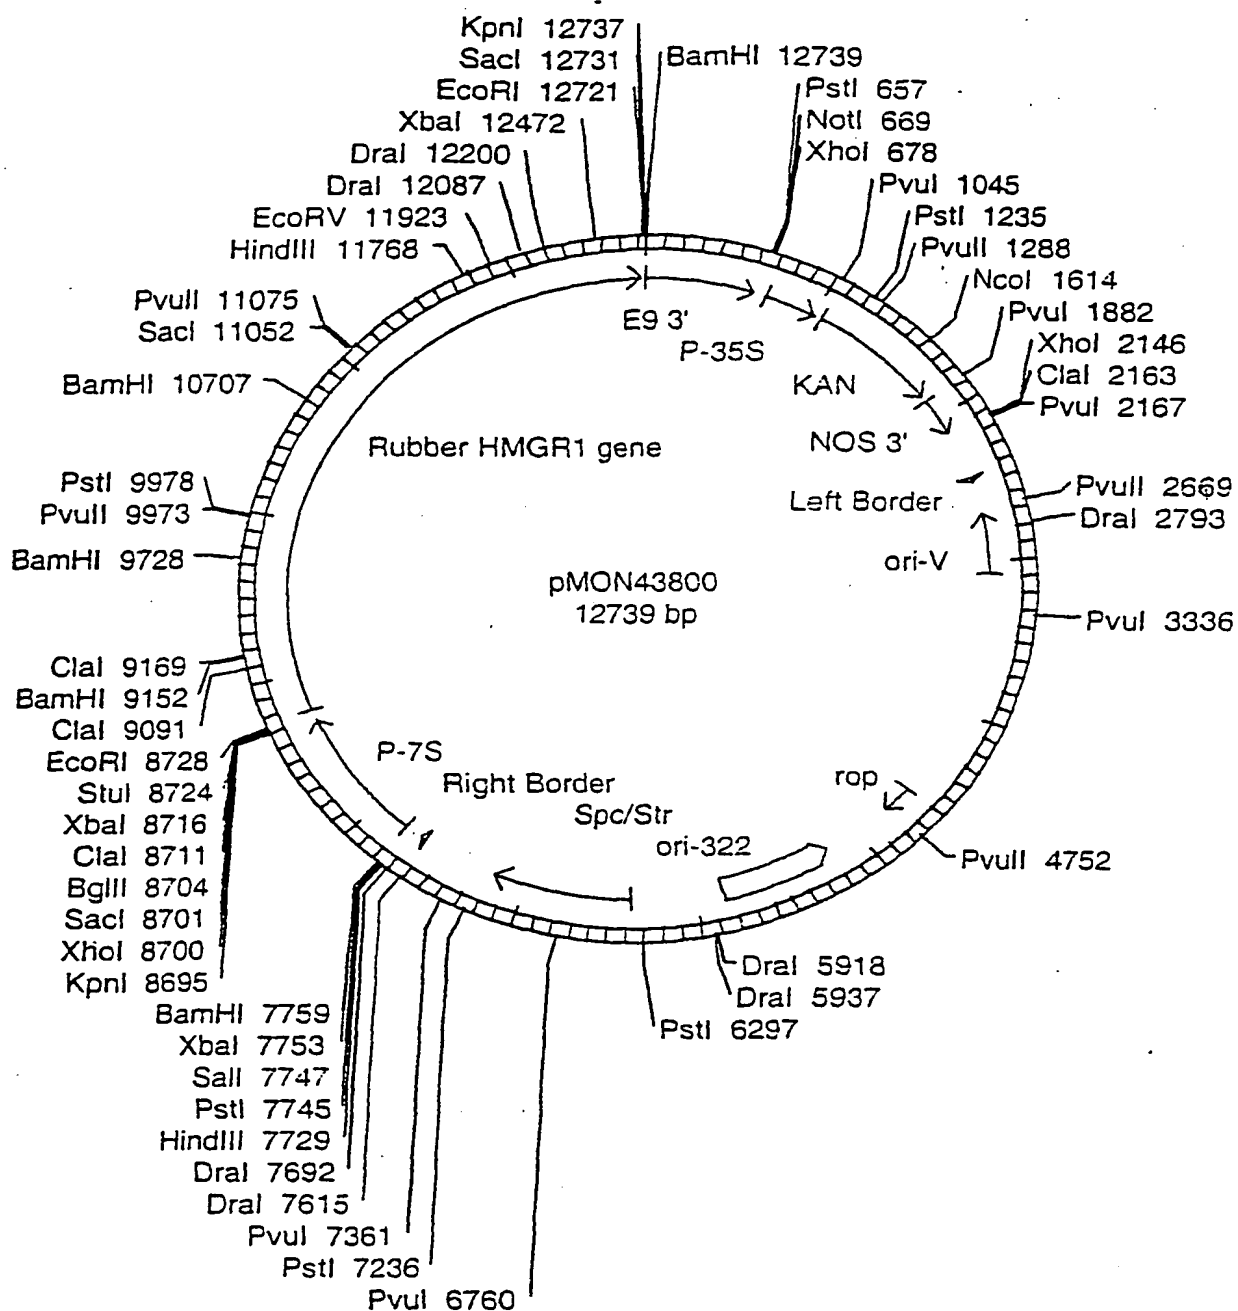 KpnI 12737
SacI 12731
EcoRI 12721
XbaI 12472
DraI 12200
DraI 12087
EcoRV 11923
HindIII 11768
PvuII 11075
SacI 11052
BamHI 10707
PstI 9978
PvuII 9973
BamHI 9728
ClaI 9169
BamHI 9152
ClaI 9091
EcoRI 8728
StuI 8724
XbaI 8716
ClaI 8711
BglII 8704
SacI 8701
XhoI 8700
KpnI 8695
BamHI 7759
XbaI 7753
SalI 7747
PstI 7745
HindIII 7729
DraI 7692
DraI 7615
PvuI 7361
PstI 7236
PvuI 6760
BamHI 12739
PstI 657
NotI 669
XhoI 678
PvuI 1045
PstI 1235
PvuII 1288
NcoI 1614
PvuI 1882
XhoI 2146
ClaI 2163
PvuI 2167
PvuII 2669
DraI 2793
PvuI 3336
PvuII 4752
DraI 5918
DraI 5937
PstI 6297
E9 3'
P-35S
KAN
NOS 3'
Left Border
ori-V
rop
ori-322
Spc/Str
Right Border
P-7S
Rubber HMGR1 gene
pMON43800
12739 bp